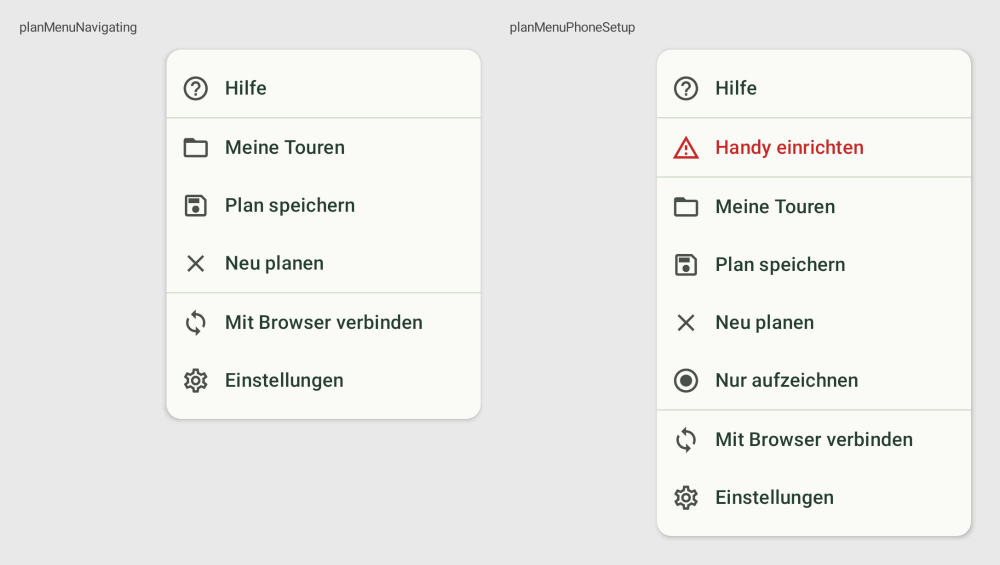 planMenuNavigating
Hilfe
Meine Touren
Plan speichern
Neu planen
Mit Browser verbinden
Einstellungen
planMenuPhoneSetup
Hilfe
Handy einrichten
Meine Touren
Plan speichern
Neu planen
Nur aufzeichnen
Mit Browser verbinden
Einstellungen